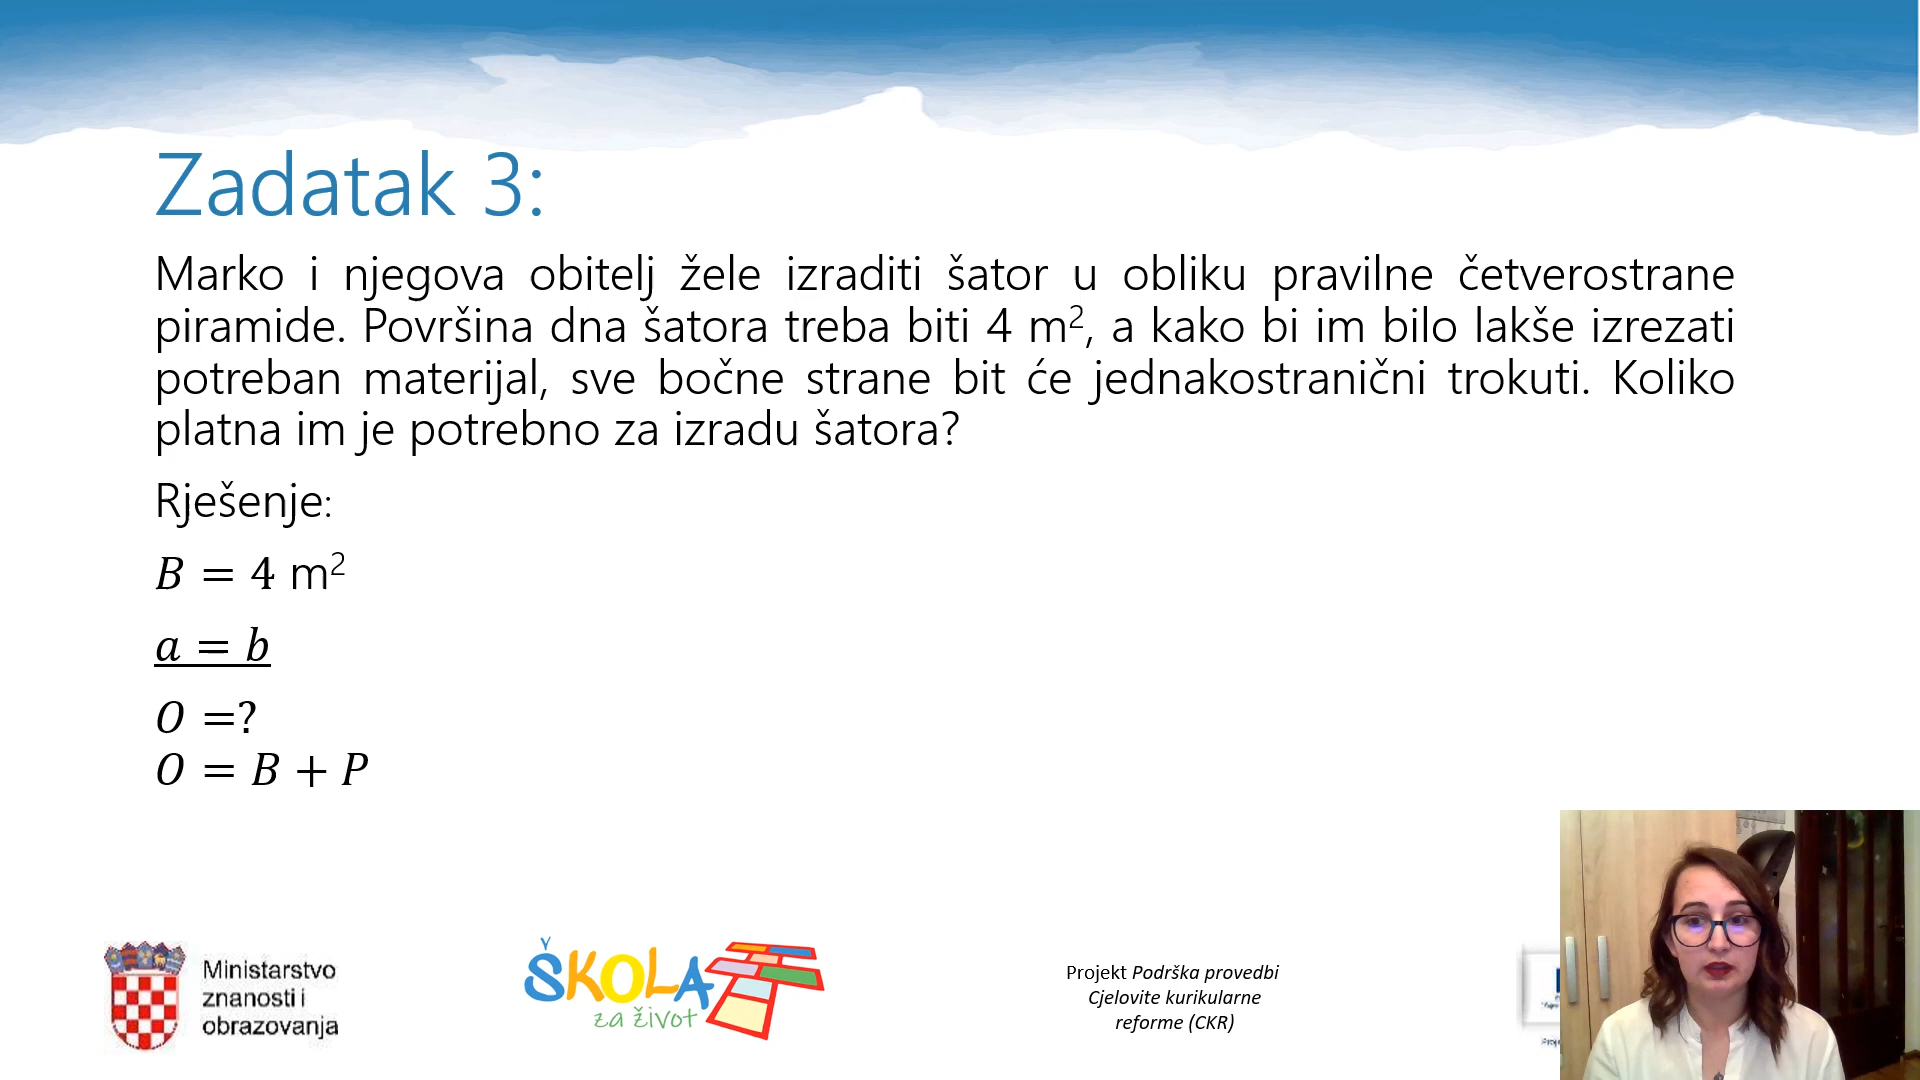 Zadatak 3:
Marko i njegova obitelj žele izraditi šator u obliku pravilne četverostrane
piramide. Površina dna šatora treba biti 4 m², a kako bi im bilo lakše izrezati
potreban materijal, sve bočne strane bit će jednakostranični trokuti. Koliko
platna im je potrebno za izradu šatora?
Rješenje:
B = 4 m²
a = b
O =?
O = B + P
Ministarstvo
znanosti i
obrazovanja
ŠKOLA
za život
Projekt Podrška provedbi
Cjelovite kurikularne
reforme (CKR)